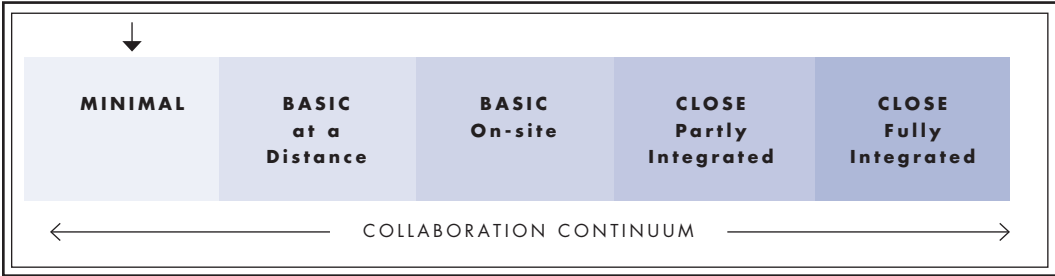 MINIMAL
BASIC
at a
Distance
BASIC
On-site
CLOSE
Partly
Integrated
CLOSE
Fully
Integrated
COLLABORATION CONTINUUM